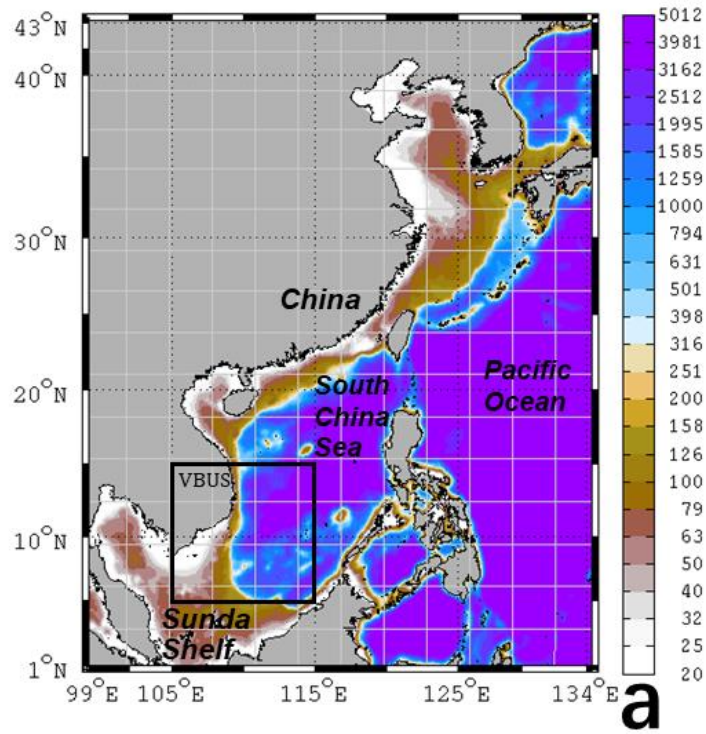 43°N
40°N
30°N
20°N
10°N
1°N
99°E
105°E
115°E
125°E
134°E
China
South
China
Sea
Pacific
Ocean
VBUS
Sunda
Shelf
5012
3981
3162
2512
1995
1585
1259
1000
794
631
501
398
316
251
200
158
126
100
79
63
50
40
32
25
20
a